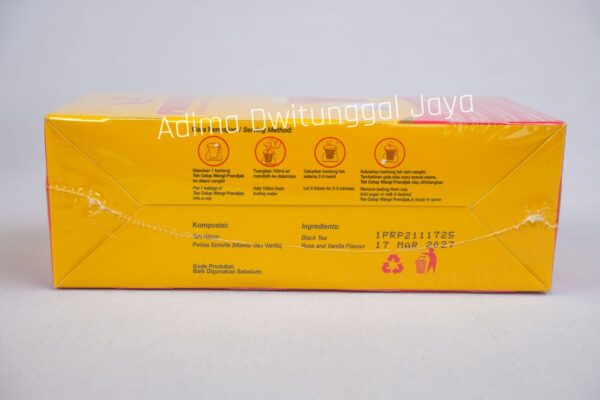 Adima Dwitunggal Jaya
Cara Penyajian / Serving Method:
Masukan 1 kantong
Teh Celup Wangi Prendjak
ke dalam cangkir
Put 1 teabag of
Tea Celup Wangi Prendjak
into a cup
Tuangkan 150ml air
mendidih ke dalamnya
Add 150ml fresh
boiling water
Celupkan kantong teh
selama 2-3 menit
Let it infuse for 2-3 minutes
Keluarkan kantong teh dari cangkir.
Tambahkan gula atau susu sesuai selera.
Teh Celup Wangi Prendjak siap dihidangkan
Remove teabag from cup.
Add sugar or milk if desired.
Tea Celup Wangi Prendjak is ready to serve
Komposisi:
Teh Hitam
Perisa Sintetik (Mawar dan Vanila)
Ingredients:
Black Tea
Rose and Vanilla Flavour
1PRP2111725
17 MAR 2027
Kode Produksi:
Baik Digunakan Sebelum: